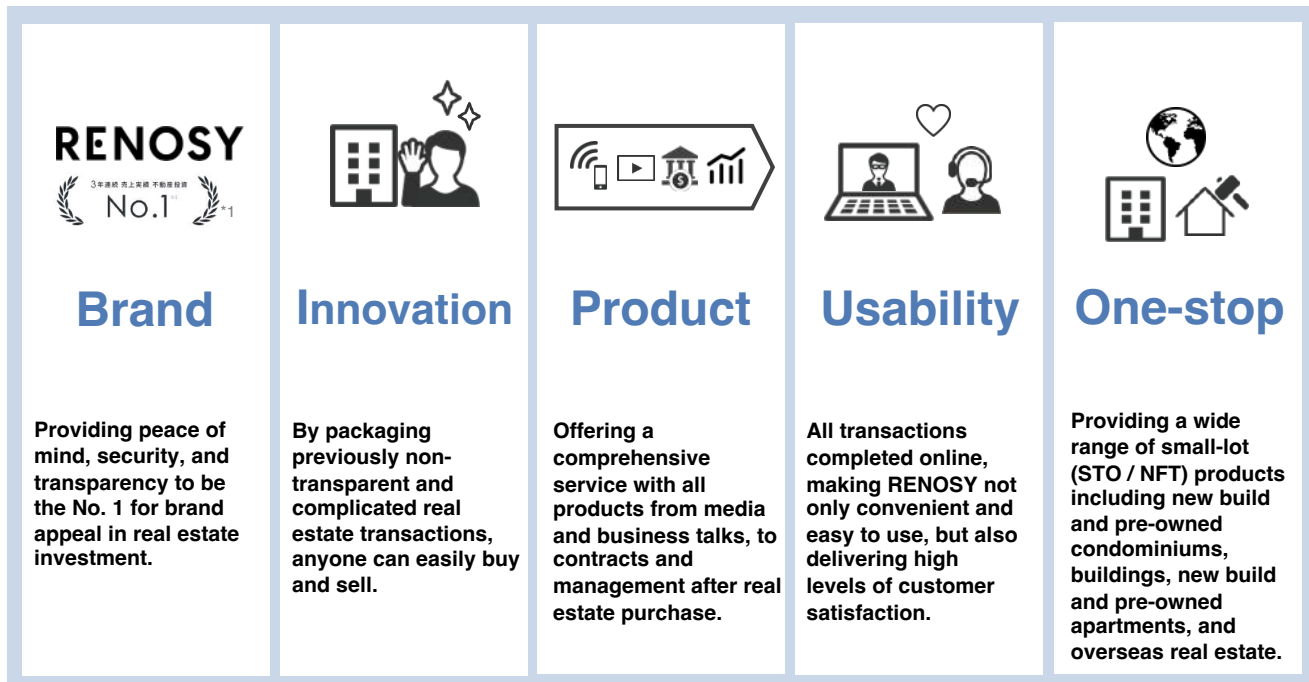 RENOSY
3年連続 売上実績 不動産投資
No.1
*1
Brand
Providing peace of
mind, security, and
transparency to be
the No. 1 for brand
appeal in real estate
investment.
Innovation
By packaging
previously non-
transparent and
complicated real
estate transactions,
anyone can easily buy
and sell.
Product
Offering a
comprehensive
service with all
products from media
and business talks, to
contracts and
management after real
estate purchase.
Usability
All transactions
completed online,
making RENOSY not
only convenient and
easy to use, but also
delivering high
levels of customer
satisfaction.
One-stop
Providing a wide
range of small-lot
(STO / NFT) products
including new build
and pre-owned
condominiums,
buildings, new build
and pre-owned
apartments, and
overseas real estate.